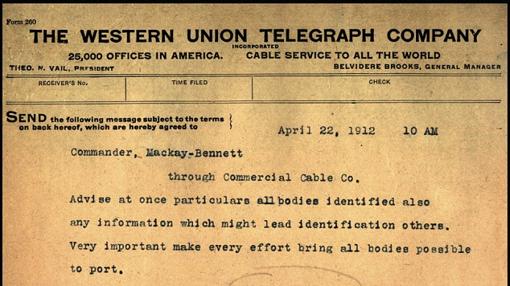 Form 260
THE WESTERN UNION TELEGRAPH COMPANY
INCORPORATED
25,000 OFFICES IN AMERICA. CABLE SERVICE TO ALL THE WORLD
THEO. N. VAIL, PRESIDENT BELVIDERE BROOKS, GENERAL MANAGER
RECEIVER'S No. TIME FILED CHECK
SEND the following message subject to the terms
on back hereof, which are hereby agreed to
April 22, 1912 10 AM
Commander, Mackay-Bennett
through Commercial Cable Co.
Advise at once particulars all bodies identified also
any information which might lead identification others.
Very important make every effort bring all bodies possible
to port.